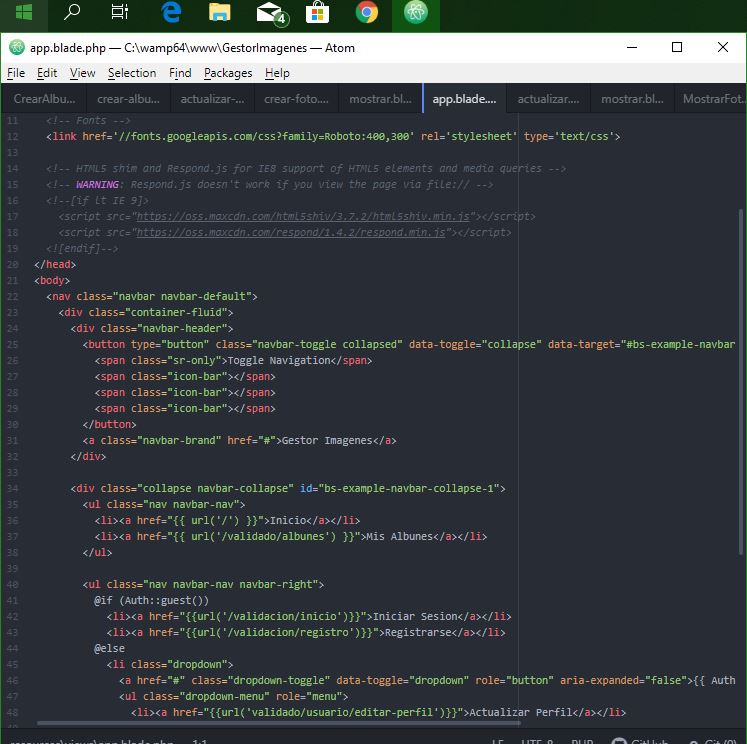 4
app.blade.php — C:\wamp64\www\GestorImagenes — Atom
File Edit View Selection Find Packages Help
CrearAlbu... crear-albu... actualizar-... crear-foto.... mostrar.bl... app.blade.... actualizar.... mostrar.bl... MostrarFot..
11 <!-- Fonts -->
12 <link href='//fonts.googleapis.com/css?family=Roboto:400,300' rel='stylesheet' type='text/css'>
13
14 <!-- HTML5 shim and Respond.js for IE8 support of HTML5 elements and media queries -->
15 <!-- WARNING: Respond.js doesn't work if you view the page via file:// -->
16 <!--[if lt IE 9]>
17 <script src="https://oss.maxcdn.com/html5shiv/3.7.2/html5shiv.min.js"></script>
18 <script src="https://oss.maxcdn.com/respond/1.4.2/respond.min.js"></script>
19 <![endif]-->
20 </head>
21 <body>
22 <nav class="navbar navbar-default">
23 <div class="container-fluid">
24 <div class="navbar-header">
25 <button type="button" class="navbar-toggle collapsed" data-toggle="collapse" data-target="#bs-example-navbar
26 <span class="sr-only">Toggle Navigation</span>
27 <span class="icon-bar"></span>
28 <span class="icon-bar"></span>
29 <span class="icon-bar"></span>
30 </button>
31 <a class="navbar-brand" href="#">Gestor Imagenes</a>
32 </div>
33
34 <div class="collapse navbar-collapse" id="bs-example-navbar-collapse-1">
35 <ul class="nav navbar-nav">
36 <li><a href="{{ url('/') }}">Inicio</a></li>
37 <li><a href="{{ url('/validado/albunes') }}">Mis Albunes</a></li>
38 </ul>
39
40 <ul class="nav navbar-nav navbar-right">
41 @if (Auth::guest())
42 <li><a href="{{url('/validacion/inicio')}}">Iniciar Sesion</a></li>
43 <li><a href="{{url('/validacion/registro')}}">Registrarse</a></li>
44 @else
45 <li class="dropdown">
46 <a href="#" class="dropdown-toggle" data-toggle="dropdown" role="button" aria-expanded="false">{{ Auth
47 <ul class="dropdown-menu" role="menu">
48 <li><a href="{{url('validado/usuario/editar-perfil')}}">Actualizar Perfil</a></li>
resources\views\app.blade.php 1:1 LF UTF-8 PHP GitHub Git (0)